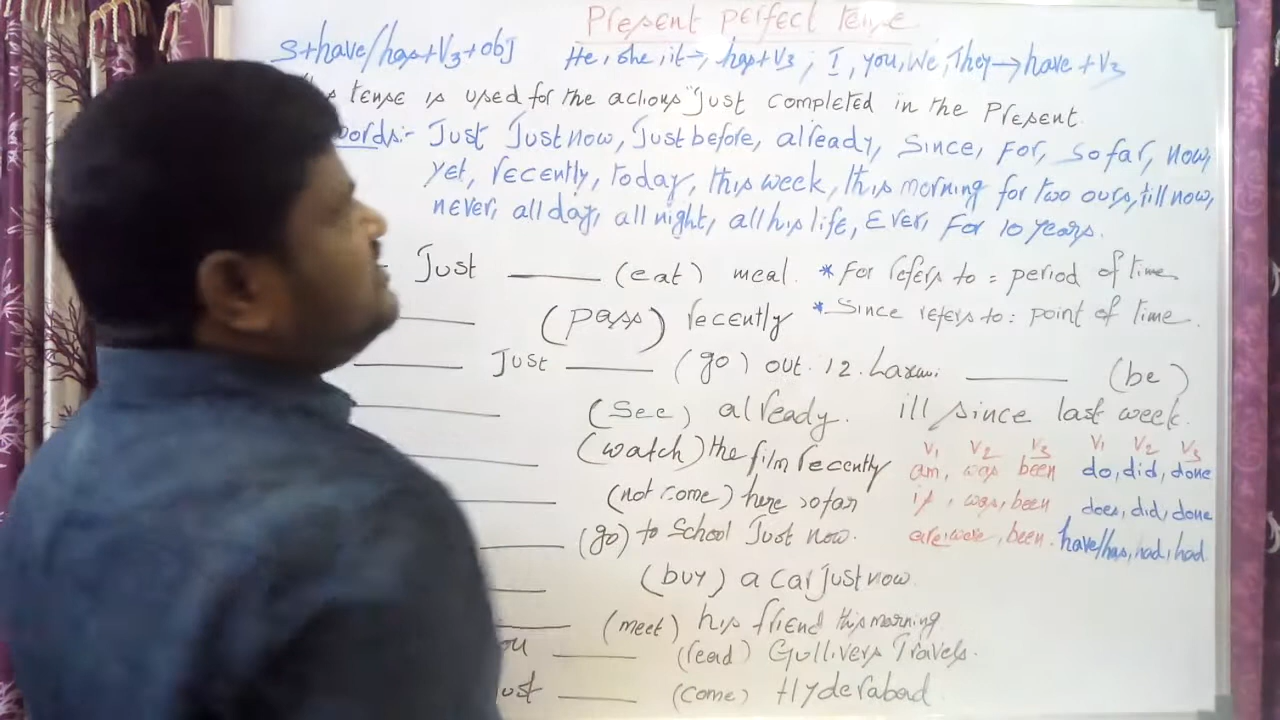 Present perfect tense
S+have/has+V3+obj He, she, it→, has+V3; I, you, We, They→have+V3
tense is used for the actions "just completed in the Present.
words:- Just Just now, Just before, already, since, For, So far, now,
yet, recently, today, this week, this morning for two ours, till now,
never, all day, all night, all his life, Ever, For 10 years.
Just ______ (eat) meal. *For refers to = period of time
______ (pass) recently *Since refers to: point of time.
______ Just ______ (go) out. 12. Laxmi ______ (be)
______ (See) already. ill since last week.
______ (watch) the film recently
V1 V2 V3 V1 V2 V3
am, was been do, did, done
______ (not come) here sofar
is, was, been does, did, done
______ (go) to School Just now.
are, were, been. have/has, had, had
______ (buy) a car just now.
______ (meet) his friend this morning
______ (read) Gullivers Travels.
______ (come) Hyderabad